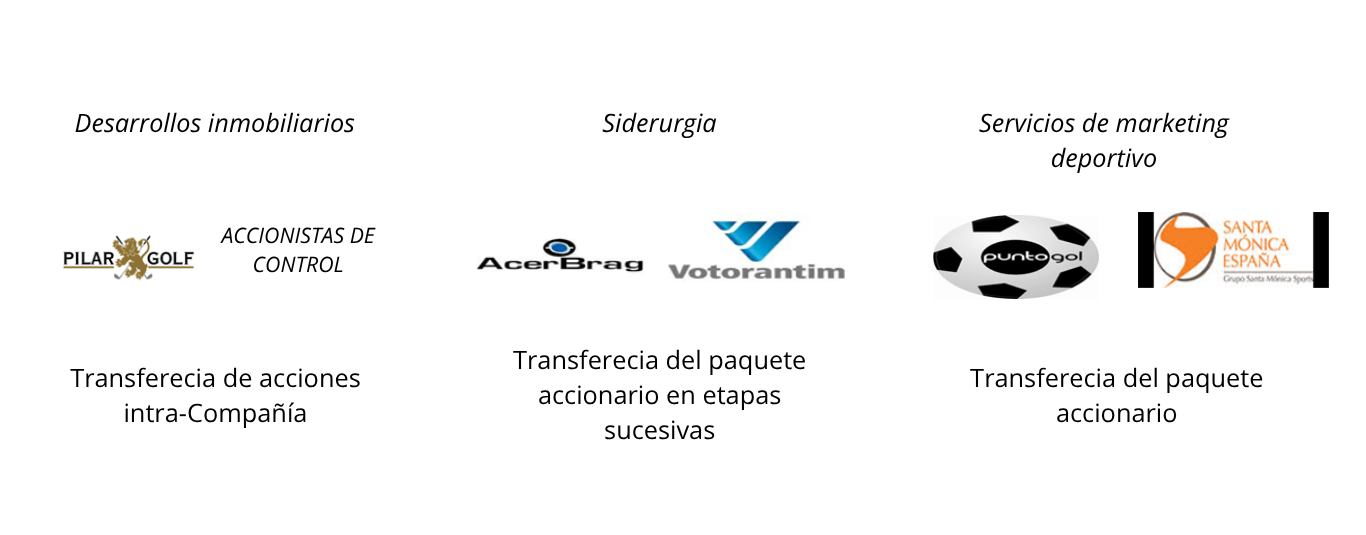 Desarrollos inmobiliarios
PILAR GOLF
ACCIONISTAS DE
CONTROL
Transferecia de acciones
intra-Compañía
Siderurgia
AcerBrag
Votorantim
Transferecia del paquete
accionario en etapas
sucesivas
Servicios de marketing
deportivo
puntogol
SANTA
MÓNICA
ESPAÑA
Grupo Santa Mónica Sports
Transferecia del paquete
accionario